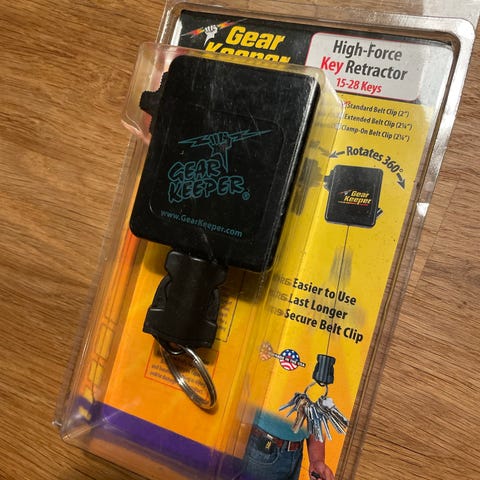 Gear
Keeper
High-Force
Key Retractor
15-28 Keys
Standard Belt Clip (2")
Extended Belt Clip (2¼")
Clamp-On Belt Clip (2¼")
Rotates 360°
Gear
Keeper
GEAR
KEEPER®
www.GearKeeper.com
Easier to Use
Last Longer
Secure Belt Clip